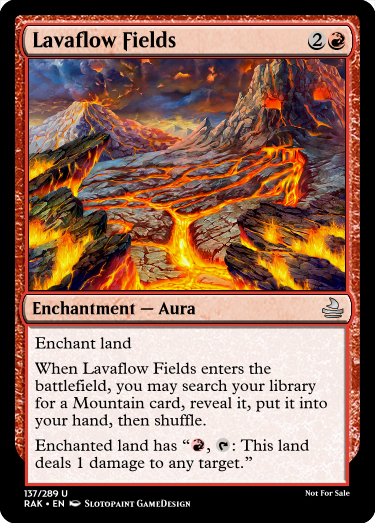 Lavaflow Fields 2
Enchantment — Aura
Enchant land
When Lavaflow Fields enters the
battlefield, you may search your library
for a Mountain card, reveal it, put it into
your hand, then shuffle.
Enchanted land has “, : This land
deals 1 damage to any target.”
137/289 U
RAK • EN SLOTOPAINT GAMEDESIGN
Not For Sale